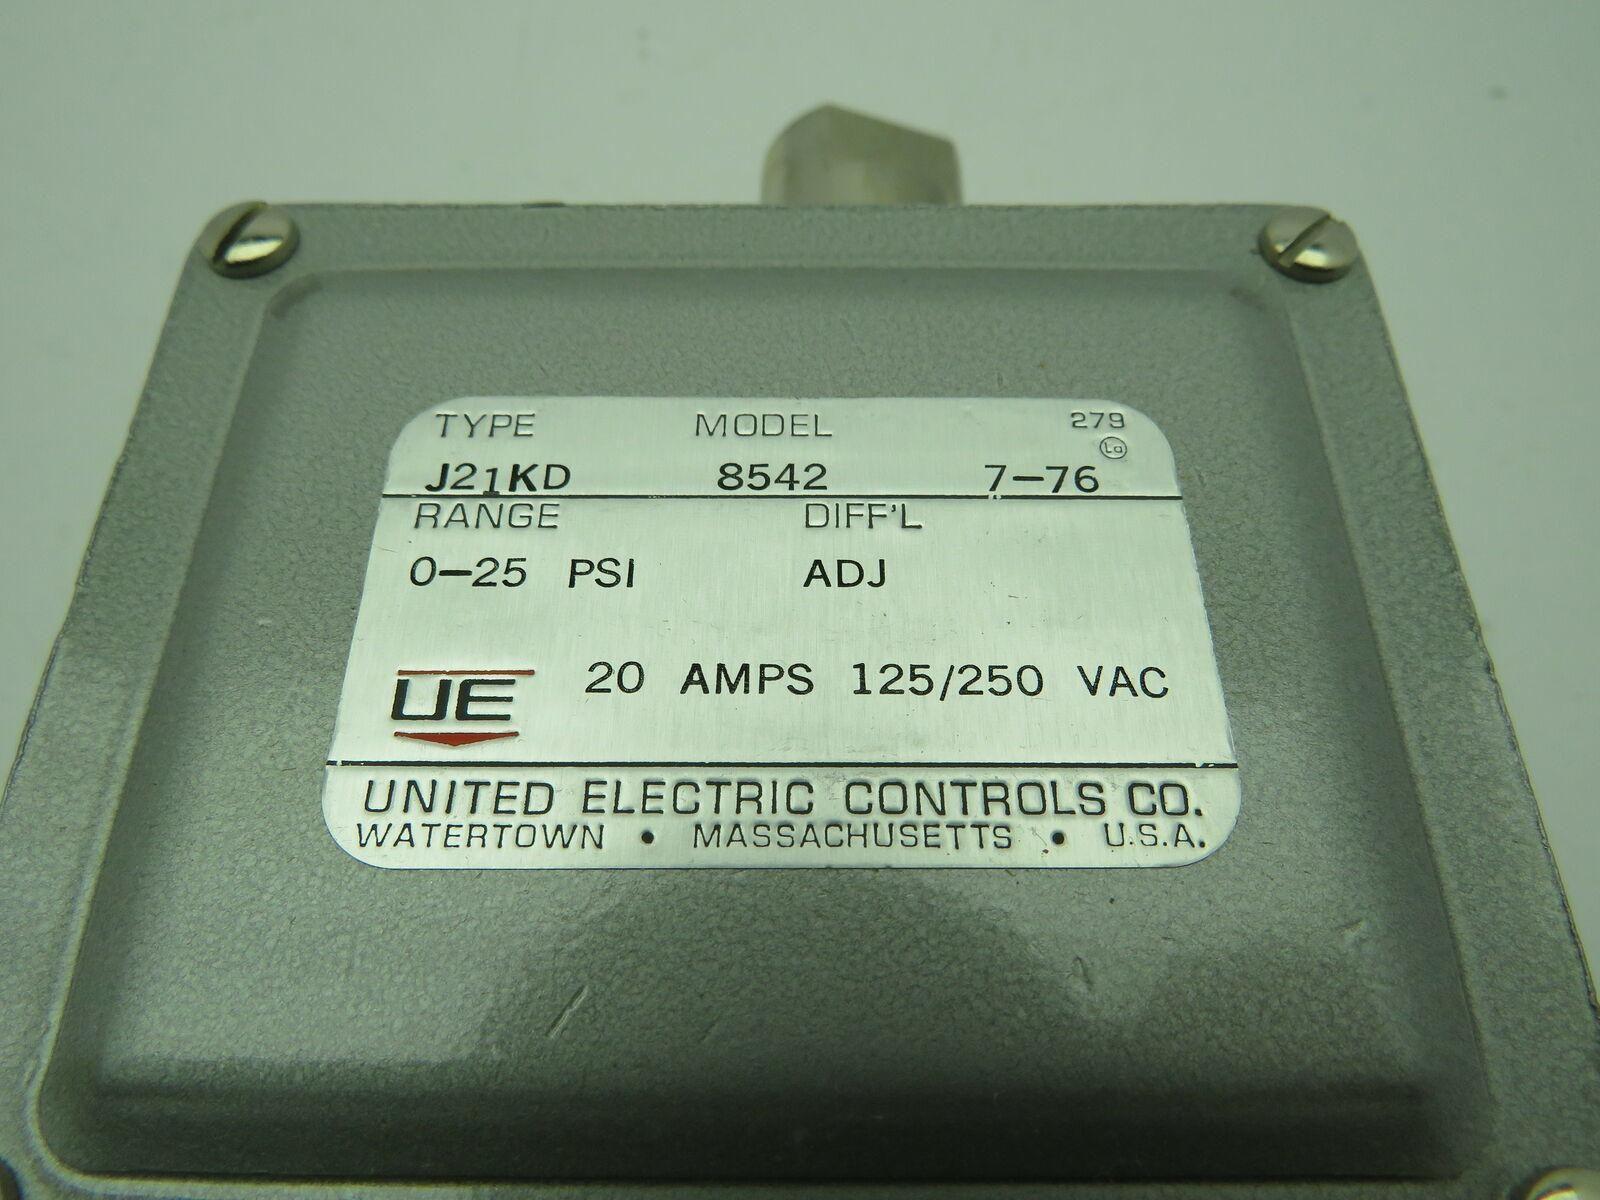 TYPE MODEL 279
La
J21KD 8542 7-76
RANGE DIFF'L
0-25 PSI ADJ
UE 20 AMPS 125/250 VAC
UNITED ELECTRIC CONTROLS CO.
WATERTOWN • MASSACHUSETTS • U.S.A.